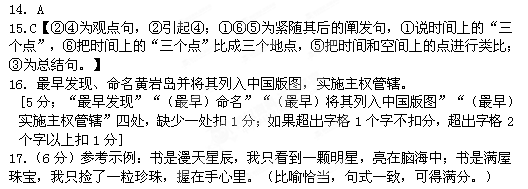 14. A
15.C【②④为观点句，②引起④；①⑥⑤为紧随其后的阐发句，①说时间上的“三
个点”，⑥把时间上的“三个点”比成三个地点，⑤把时间和空间上的点进行类比；
③为总结句。】
16. 最早发现、命名黄岩岛并将其列入中国版图，实施主权管辖。
[5 分；“最早发现”“（最早）命名”“（最早）将其列入中国版图”“（最早）
实施主权管辖”四处，缺少一处扣 1 分；如果超出字格 1 个字不扣分，超出字格 2
个字以上扣 1 分]
17.（6 分）参考示例：书是漫天星辰，我只看到一颗明星，亮在脑海中；书是满屋
珠宝，我只捡了一粒珍珠，握在手心里。（比喻恰当，句式一致，可得满分。）